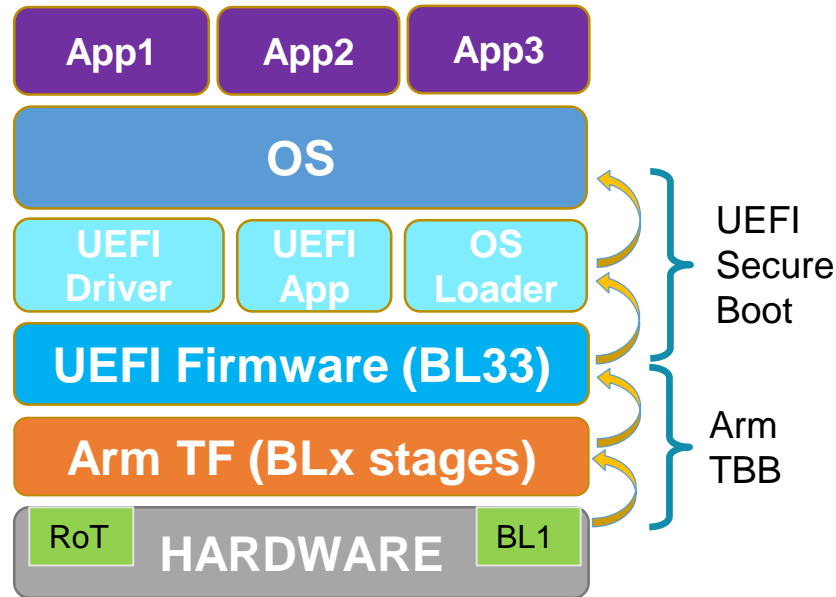 App1 App2 App3
OS
UEFI Driver
UEFI App
OS Loader
UEFI Secure Boot
UEFI Firmware (BL33)
Arm TF (BLx stages)
Arm TBB
RoT
HARDWARE
BL1